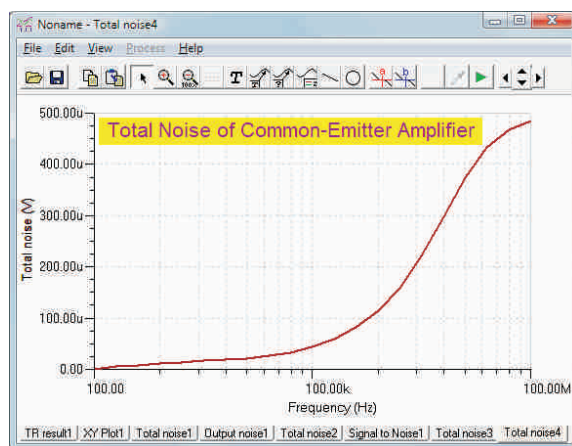 Noname - Total noise4
File Edit View Process Help
T
Total Noise of Common-Emitter Amplifier
500.00u
400.00u
300.00u
200.00u
100.00u
0.00
Total noise (V)
100.00 100.00k 100.00M
Frequency (Hz)
TR result1 XY Plot1 Total noise1 Output noise1 Total noise2 Signal to Noise1 Total noise3 Total noise4